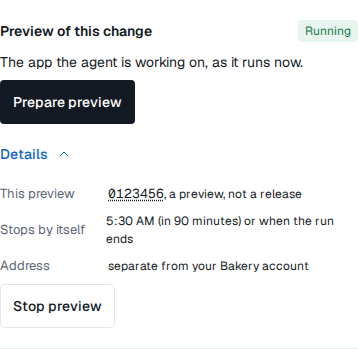 Preview of this change
Running
The app the agent is working on, as it runs now.
Prepare preview
Details
This preview
0123456, a preview, not a release
Stops by itself
5:30 AM (in 90 minutes) or when the run
ends
Address
separate from your Bakery account
Stop preview